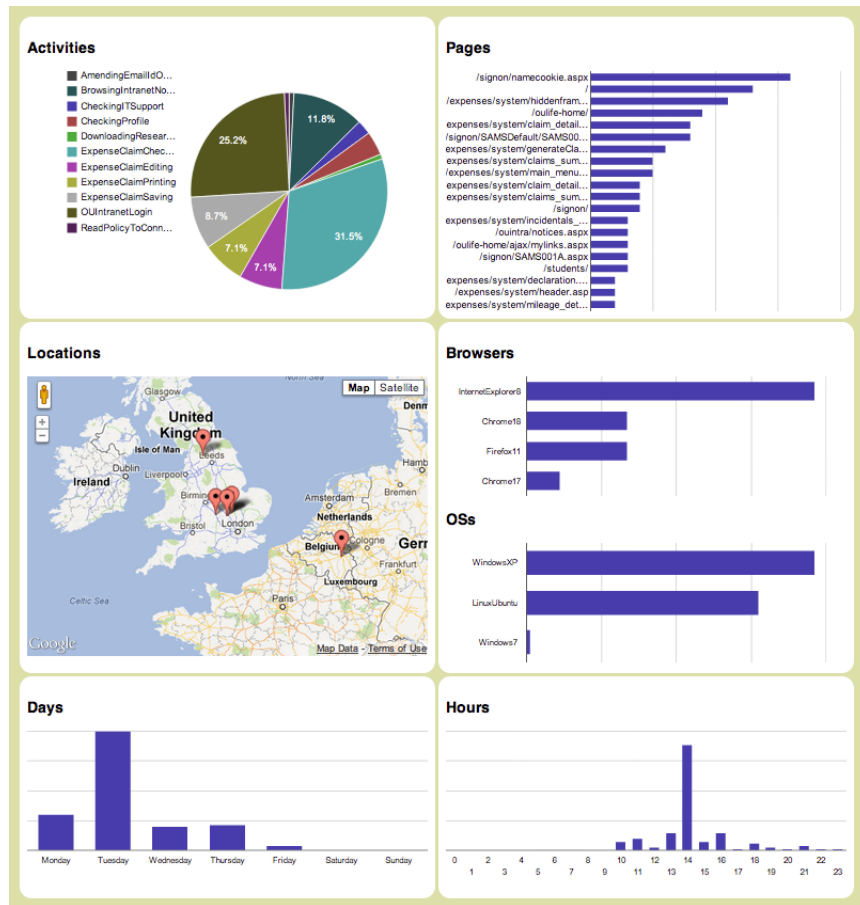 Activities
AmendingEmailIdO...
BrowsingIntranetNo...
CheckingITSupport
CheckingProfile
DownloadingResear...
ExpenseClaimChec...
ExpenseClaimEditing
ExpenseClaimPrinting
ExpenseClaimSaving
OUIntranetLogin
ReadPolicyToConn...
11.8%
25.2%
31.5%
8.7%
7.1%
7.1%
Pages
/signon/namecookie.aspx
/
/expenses/system/hiddenfram...
/oulife-home/
expenses/system/claim_detail...
/signon/SAMSDefault/SAMS00...
expenses/system/generateCla...
expenses/system/claims_sum...
/expenses/system/main_menu...
expenses/system/claim_detail...
expenses/system/claims_sum...
/signon/
expenses/system/incidentals_...
/ouintra/notices.aspx
/oulife-home/ajax/mylinks.aspx
/signon/SAMS001A.aspx
/students/
expenses/system/declaration....
/expenses/system/header.asp
expenses/system/mileage_det...
Locations
North Sea
Map Satellite
Glasgow
United
Kingdom
Denm
Isle of Man
Leeds
Dublin
Liverpool
Ireland
Hamb
Birmin
Amsterdam
Bremen
Netherlands
Bristol
London
Belgium
Cologne
Gerr
Frankfurt
Luxembourg
Celtic Sea
Paris
Google
Map Data - Terms of Use
Browsers
InternetExplorer8
Chrome18
Firefox11
Chrome17
OSs
WindowsXP
LinuxUbuntu
Windows7
Days
Monday Tuesday Wednesday Thursday Friday Saturday Sunday
Hours
0 2 4 6 8 10 12 14 16 18 20 22
1 3 5 7 9 11 13 15 17 19 21 23